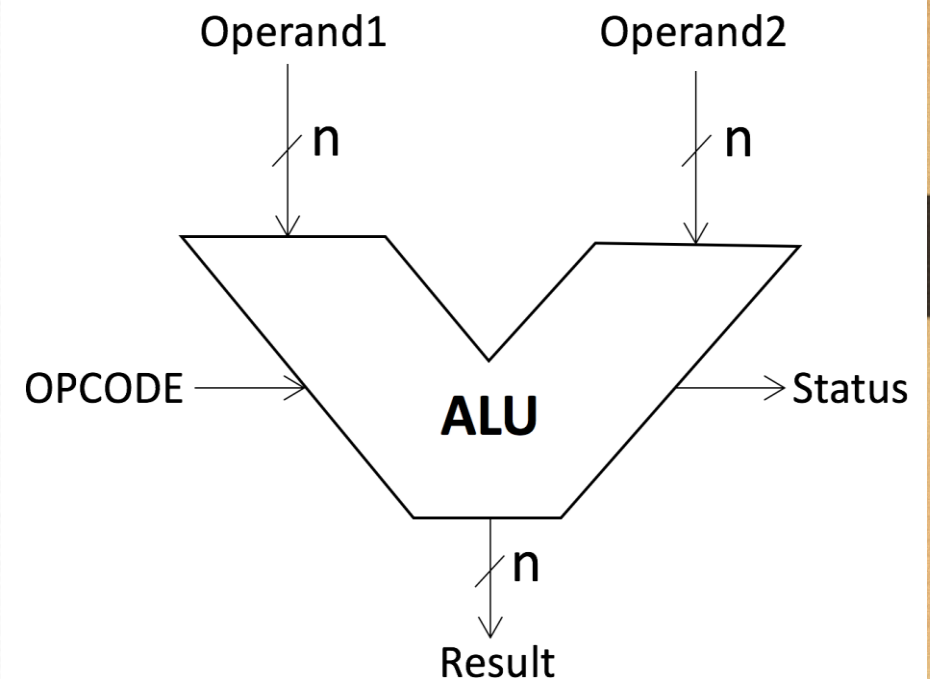 Operand1
Operand2
n
n
OPCODE
ALU
Status
n
Result